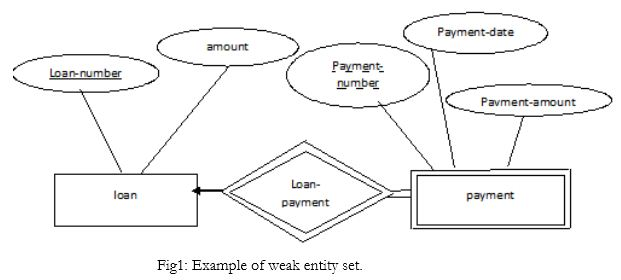 Loan-number
amount
Payment-
number
Payment-date
Payment-amount
loan
Loan-
payment
payment
Fig1: Example of weak entity set.